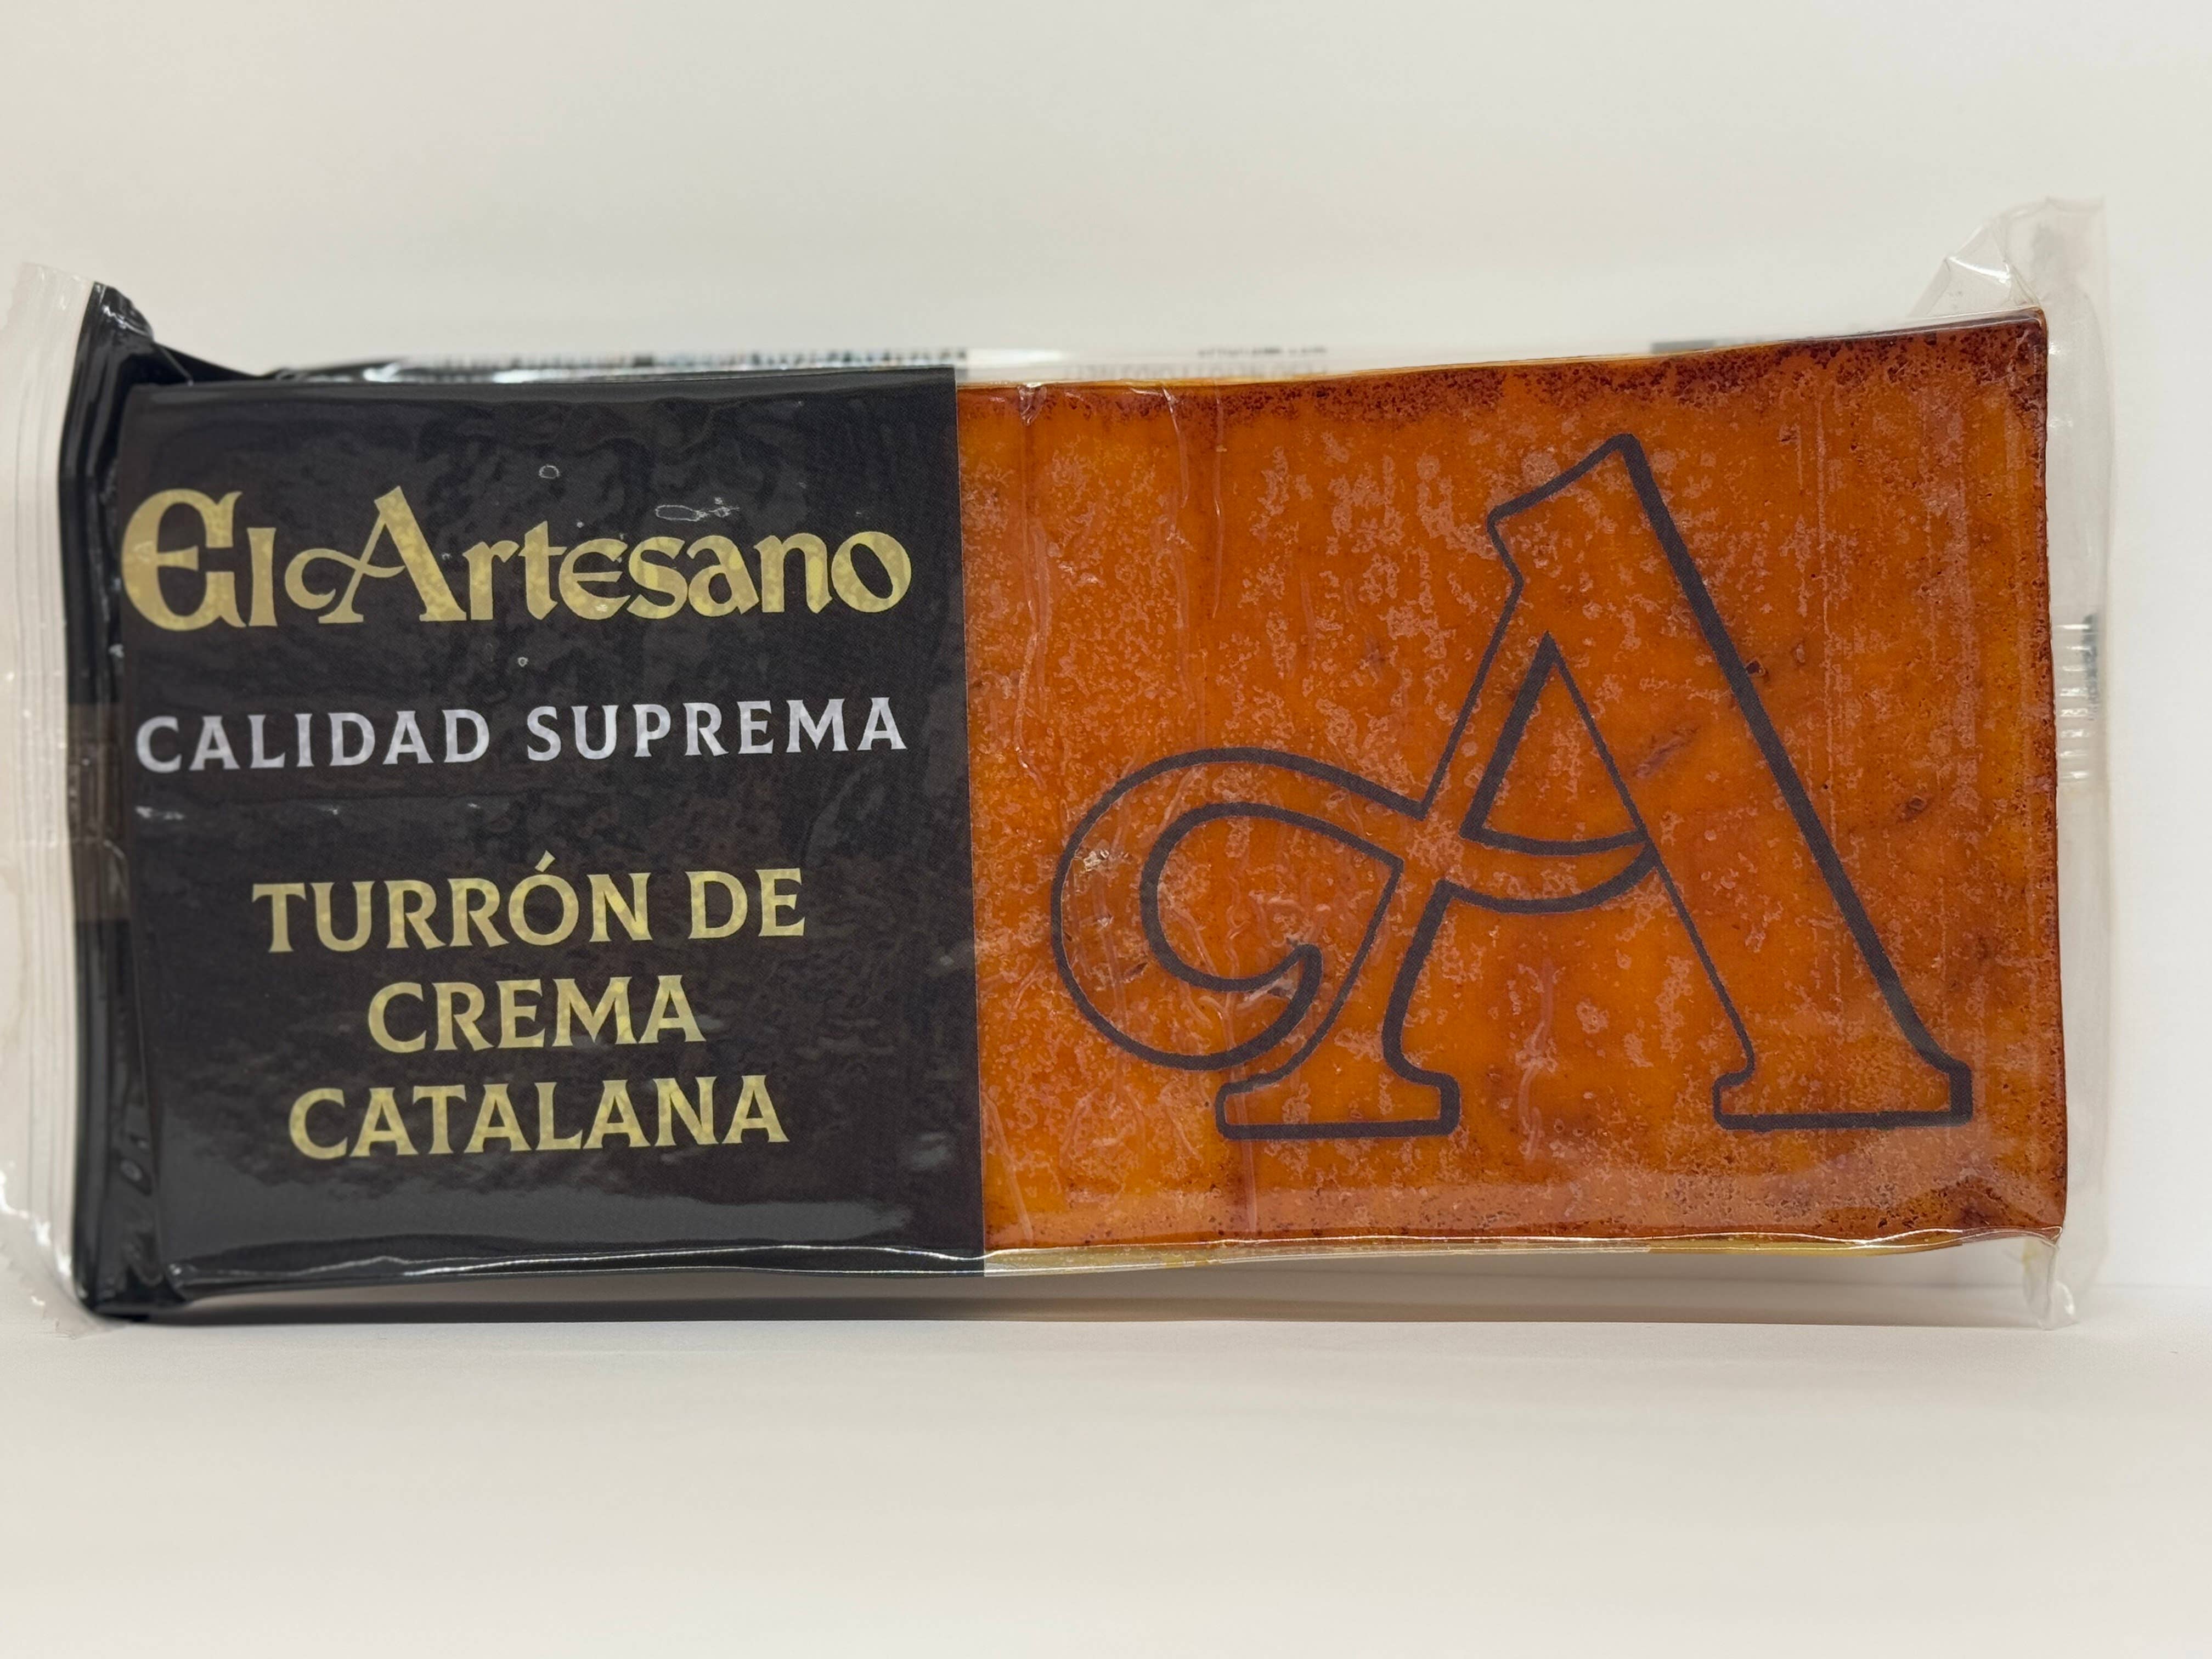 El Artesano
CALIDAD SUPREMA
TURRÓN DE
CREMA
CATALANA
A